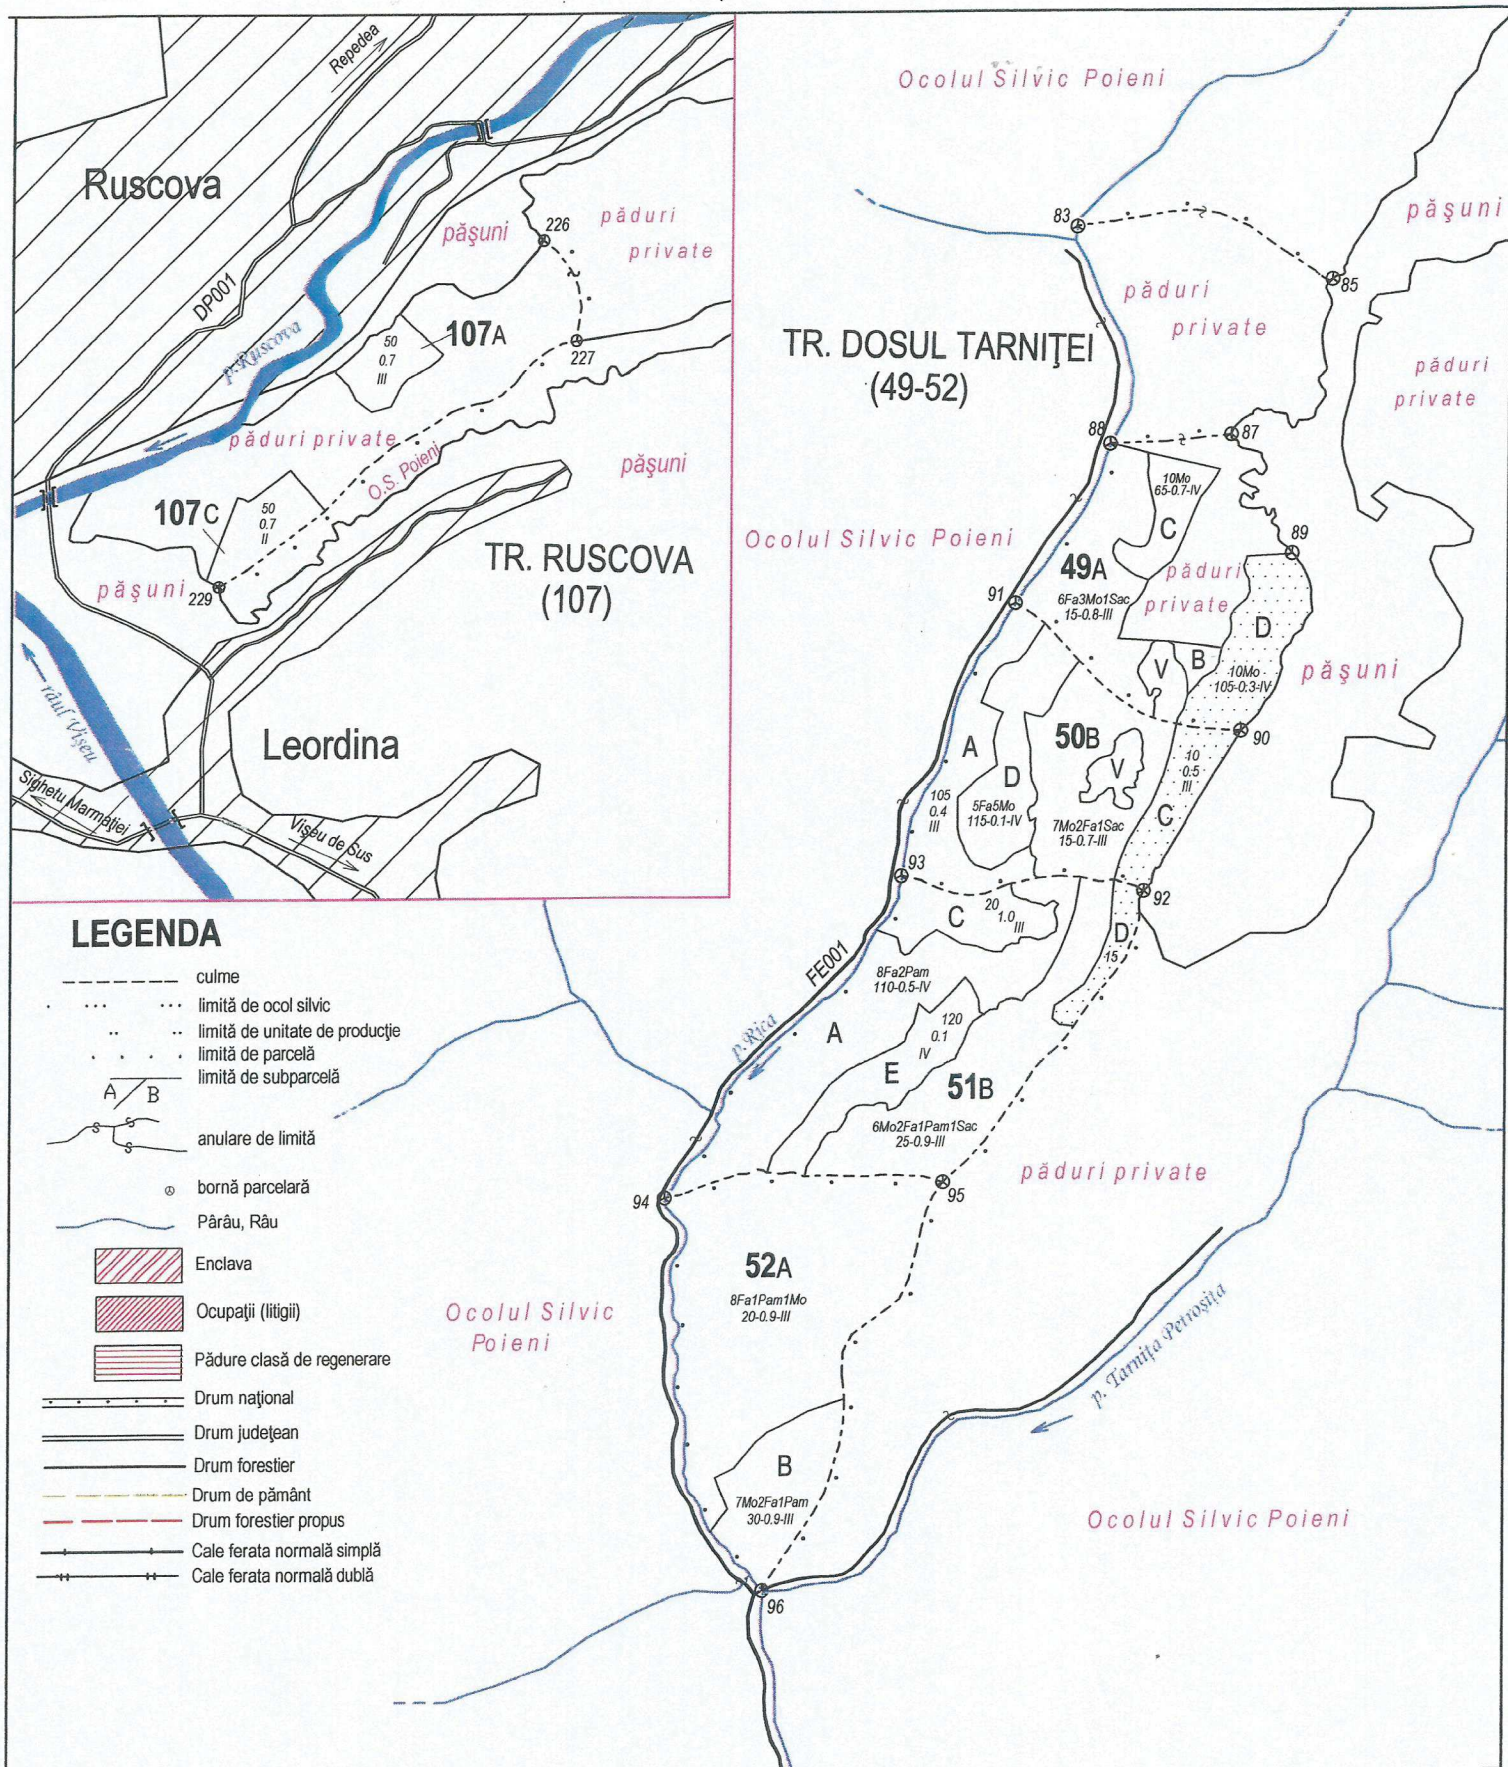 Repedea
Ruscova
DP001
p.Ruscova
păşuni
226
păduri
private
107A
50
0.7
III
227
păduri private
O.S. Poieni
păşuni
107C
50
0.7
II
păşuni
229
TR. RUSCOVA
(107)
râul Vişeu
Leordina
Sighetu Marmaţiei
Vişeu de Sus
Ocolul Silvic Poieni
83
păşuni
85
păduri
private
TR. DOSUL TARNIŢEI
(49-52)
păduri
private
88
87
10Mo
65-0.7-IV
C
Ocolul Silvic Poieni
89
49A
6Fa3Mo1Sac
15-0.8-III
păduri
private
91
D
10Mo
105-0.3-IV
V
B
păşuni
50B
90
A
D
V
10
0.5
III
C
105
0.4
III
5Fa5Mo
115-0.1-IV
7Mo2Fa1Sac
15-0.7-III
93
92
C
20
1.0
III
D
15
FE001
8Fa2Pam
110-0.5-IV
p.Rica
A
120
0.1
IV
E
51B
6Mo2Fa1Pam1Sac
25-0.9-III
păduri private
94
95
52A
8Fa1Pam1Mo
20-0.9-III
Ocolul Silvic
Poieni
p. Tarniţa Petroşiţa
B
7Mo2Fa1Pam
30-0.9-III
Ocolul Silvic Poieni
96
LEGENDA
culme
limită de ocol silvic
limită de unitate de producţie
limită de parcelă
limită de subparcelă
A B
anulare de limită
bornă parcelară
Pârâu, Râu
Enclava
Ocupaţii (litigii)
Pădure clasă de regenerare
Drum naţional
Drum judeţean
Drum forestier
Drum de pământ
Drum forestier propus
Cale ferata normală simplă
Cale ferata normală dublă